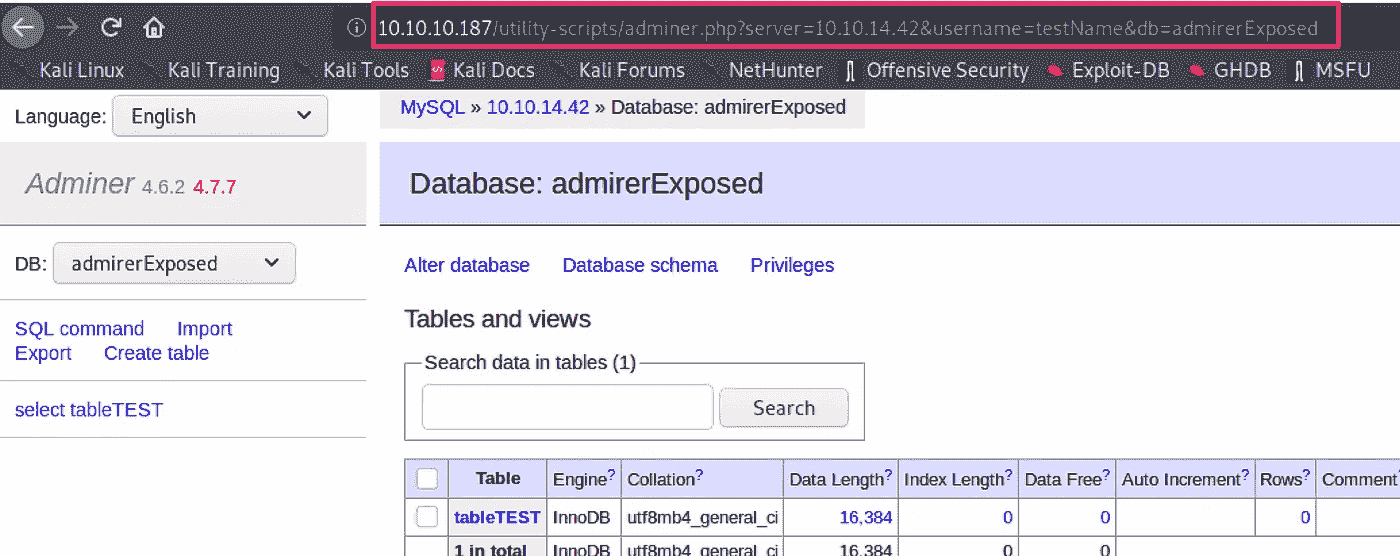 10.10.10.187/utility-scripts/adminer.php?server=10.10.14.42&username=testName&db=admirerExposed
Kali Linux Kali Training Kali Tools Kali Docs Kali Forums NetHunter Offensive Security Exploit-DB GHDB MSFU
Language: English
MySQL » 10.10.14.42 » Database: admirerExposed
Adminer 4.6.2 4.7.7
Database: admirerExposed
DB: admirerExposed
Alter database Database schema Privileges
SQL command Import
Export Create table
select tableTEST
Tables and views
Search data in tables (1)
Search
Table Engine? Collation? Data Length? Index Length? Data Free? Auto Increment? Rows? Comment
tableTEST InnoDB utf8mb4_general_ci 16,384 0 0 0
1 in total InnoDB utf8mb4_general_ci 16,384 0 0